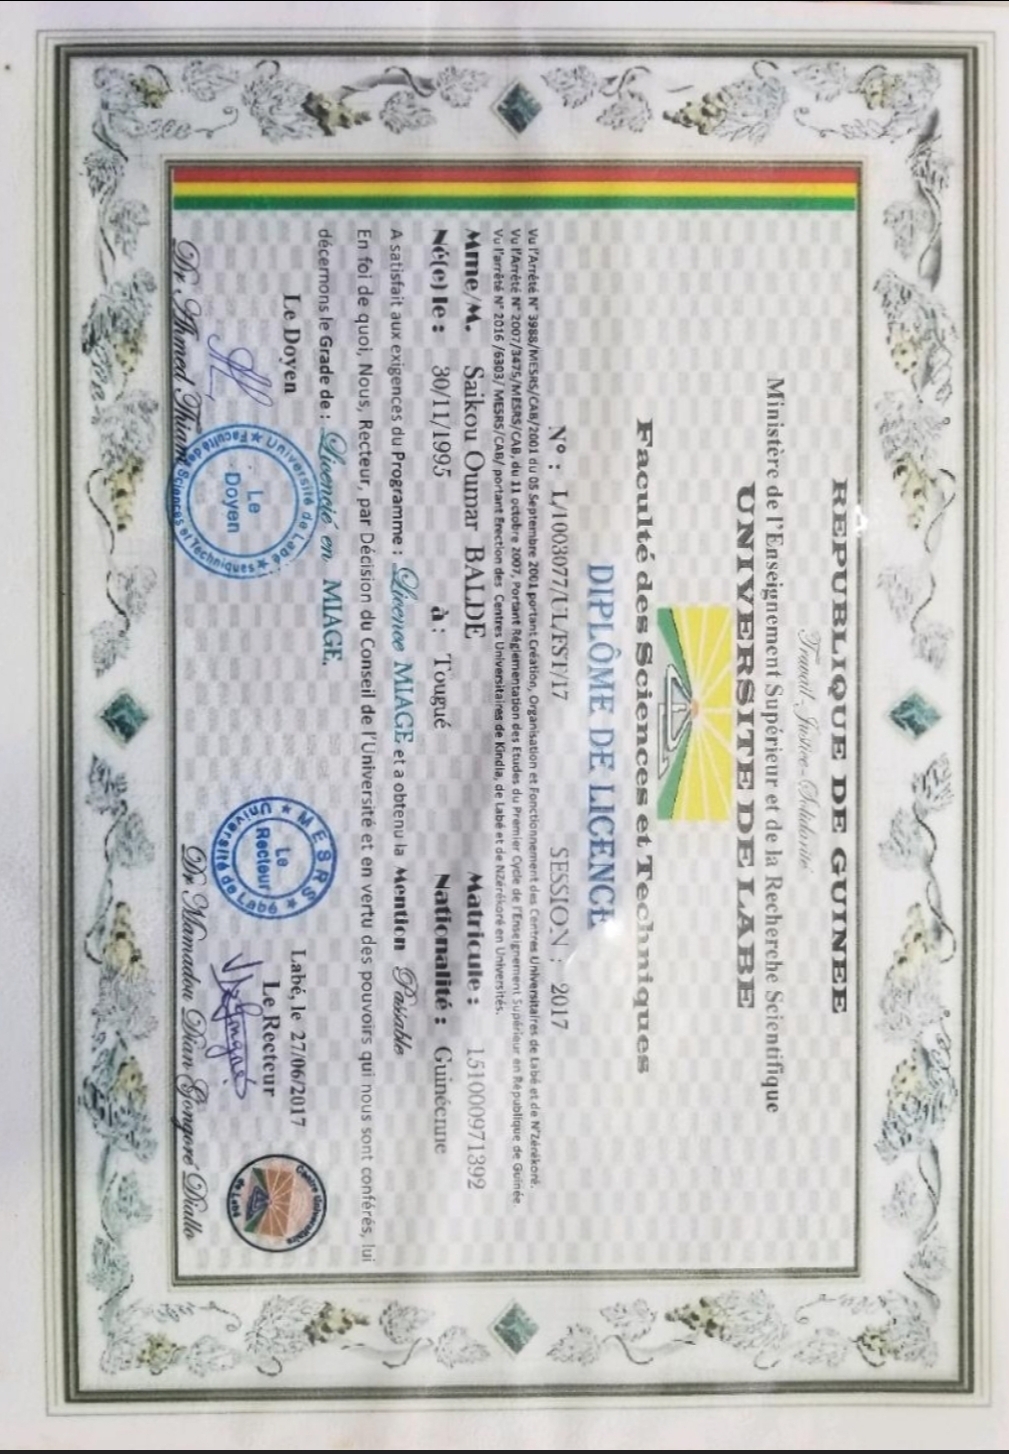 REPUBLIQUE DE GUINEE
Travail-Justice-Solidarité
Ministère de l'Enseignement Supérieur et de la Recherche Scientifique
UNIVERSITE DE LABE
Faculté des Sciences et Techniques
DIPLÔME DE LICENCE
N° : L/1003077/UL/FST/17 SESSION : 2017
Vu l'Arrêté N° 3988/MESRS/CAB/2001 du 05 Septembre 2001 portant Création, Organisation et Fonctionnement des Centres Universitaires de Labé et de N'Zérékoré.
Vu l'Arrêté N° 2007/3475/MESRS/CAB, du 11 octobre 2007, Portant Réglementation des Etudes du Premier Cycle de l'Enseignement Supérieur en République de Guinée
Vu l'arrêté N° 2016 /6303/ MESRS/CAB/ portant Erection des Centres Universitaires de Kindia, de Labé et de NZérékoré en Universités.
Mme/M. Saikou Oumar BALDE Matricule : 151000971392
Né(e) le : 30/11/1995 à : Tougué Nationalité : Guinéenne
A satisfait aux exigences du Programme : Licence MIAGE et a obtenu la Mention Passable
En foi de quoi, Nous, Recteur, par Décision du Conseil de l'Université et en vertu des pouvoirs qui nous sont conférés, lui
décernons le Grade de : Licencié en MIAGE.
Labé, le 27/06/2017
Le Doyen Le Recteur
Université de Labé
Faculté des Sciences et Techniques
Le
Doyen
MESRS
Université de Labé
Le
Recteur
Centre Universitaire
de Labé
Dr Ahmed Thiam Dr Mamadou Dian Gongoré Diallo